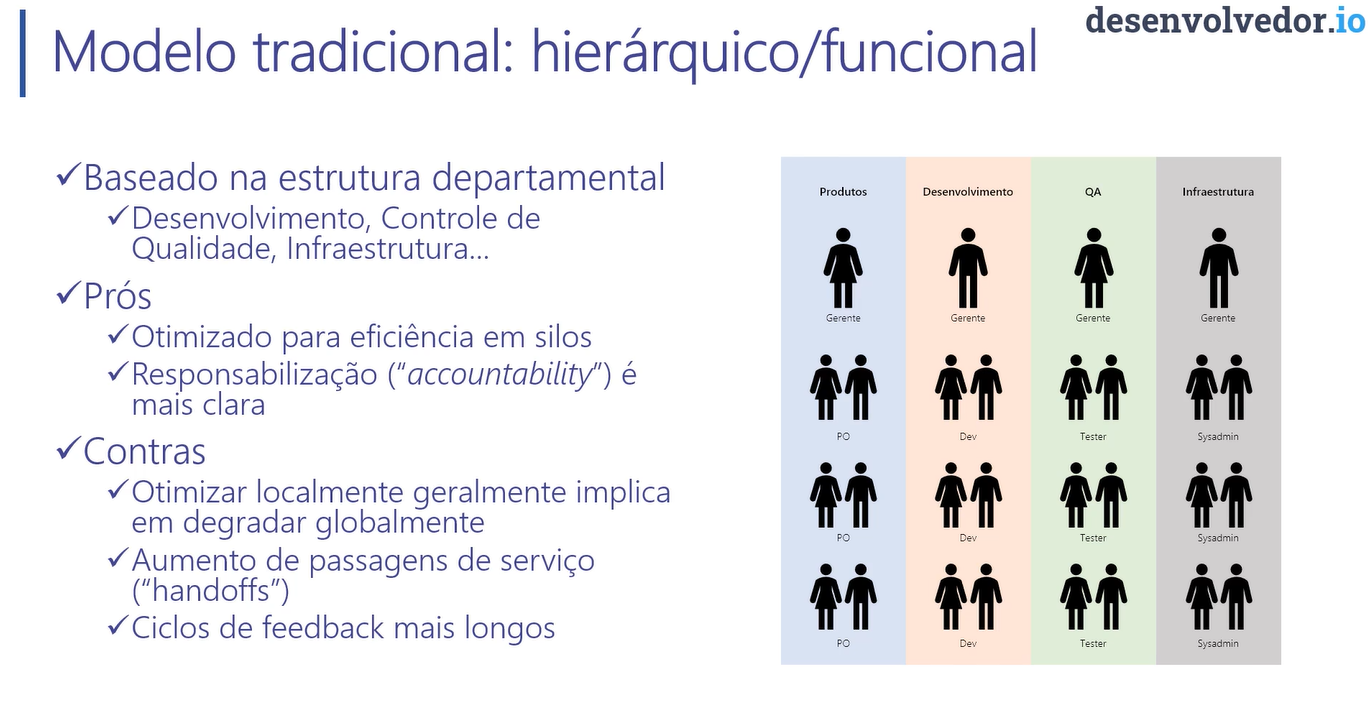 desenvolvedor.io
Modelo tradicional: hierárquico/funcional
✓Baseado na estrutura departamental
✓Desenvolvimento, Controle de
Qualidade, Infraestrutura...
✓Prós
✓Otimizado para eficiência em silos
✓Responsabilização (“accountability”) é
mais clara
✓Contras
✓Otimizar localmente geralmente implica
em degradar globalmente
✓Aumento de passagens de serviço
(“handoffs”)
✓Ciclos de feedback mais longos
Produtos Desenvolvimento QA Infraestrutura
Gerente Gerente Gerente Gerente
PO Dev Tester Sysadmin
PO Dev Tester Sysadmin
PO Dev Tester Sysadmin